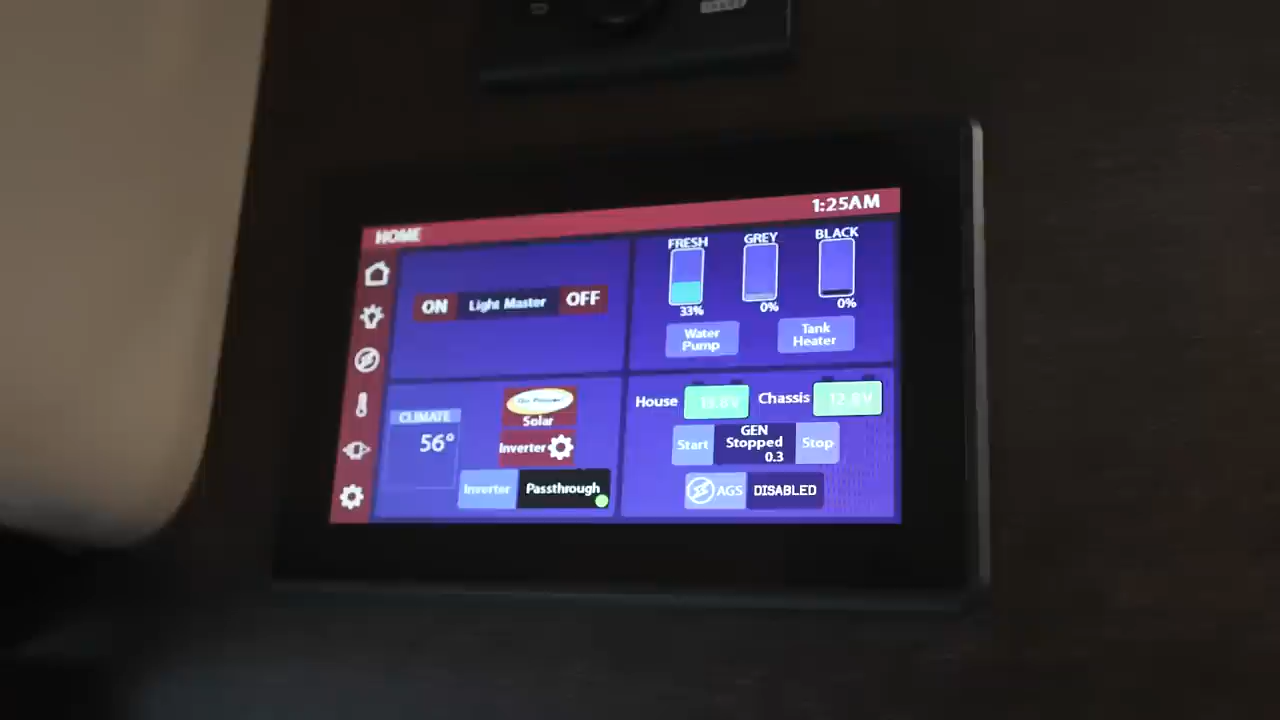 1:25AM
HOME
FRESH GREY BLACK
ON Light Master OFF
33% 0% 0%
Water Pump
Tank Heater
House Chassis 12.8V
CLIMATE
56°
Solar
Inverter
Inverter Passthrough
Start GEN Stopped 0.3 Stop
AGS DISABLED